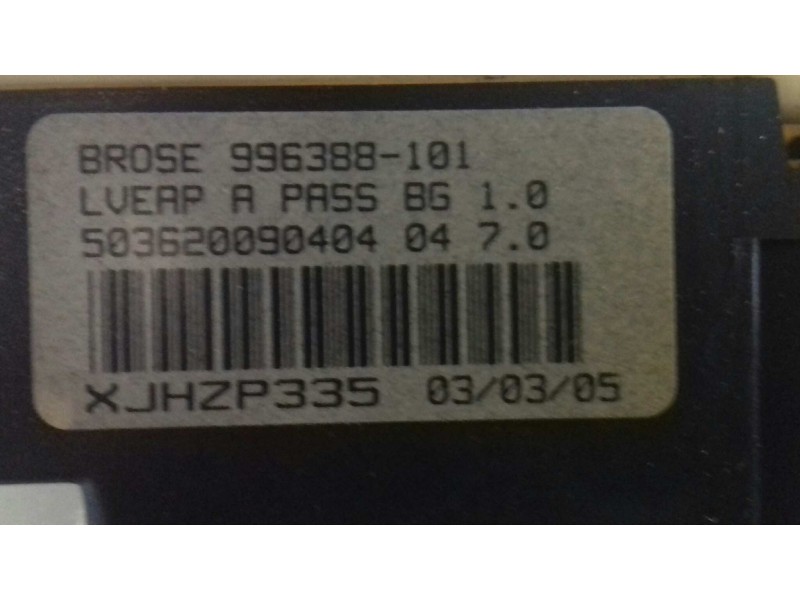 BROSE 996388-101
LVEAP A PASS BG 1.0
503620090404 04 7.0
XJHZP335 03/03/05